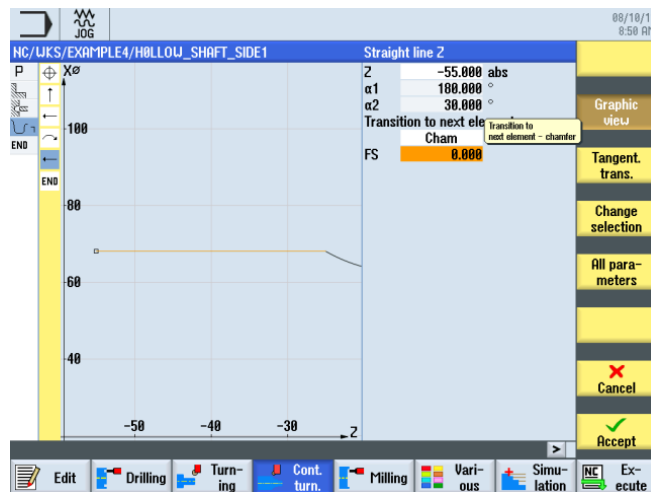 JOG
08/10/1
8:50 AM
NC/WKS/EXAMPLE4/HØLLOW_SHAFT_SIDE1
Straight line Z
P
END
END
XØ
100
80
60
40
-50 -40 -30 Z
Z -55.000 abs
α1 180.000 °
α2 30.000 °
Transition to next ele
Transition to
next element - chamfer
Cham
FS 0.000
Graphic
view
Tangent.
trans.
Change
selection
All para-
meters
Cancel
Accept
>
Edit
Drilling
Turn-
ing
Cont.
turn.
Milling
Vari-
ous
Simu-
lation
NC
Ex-
ecute